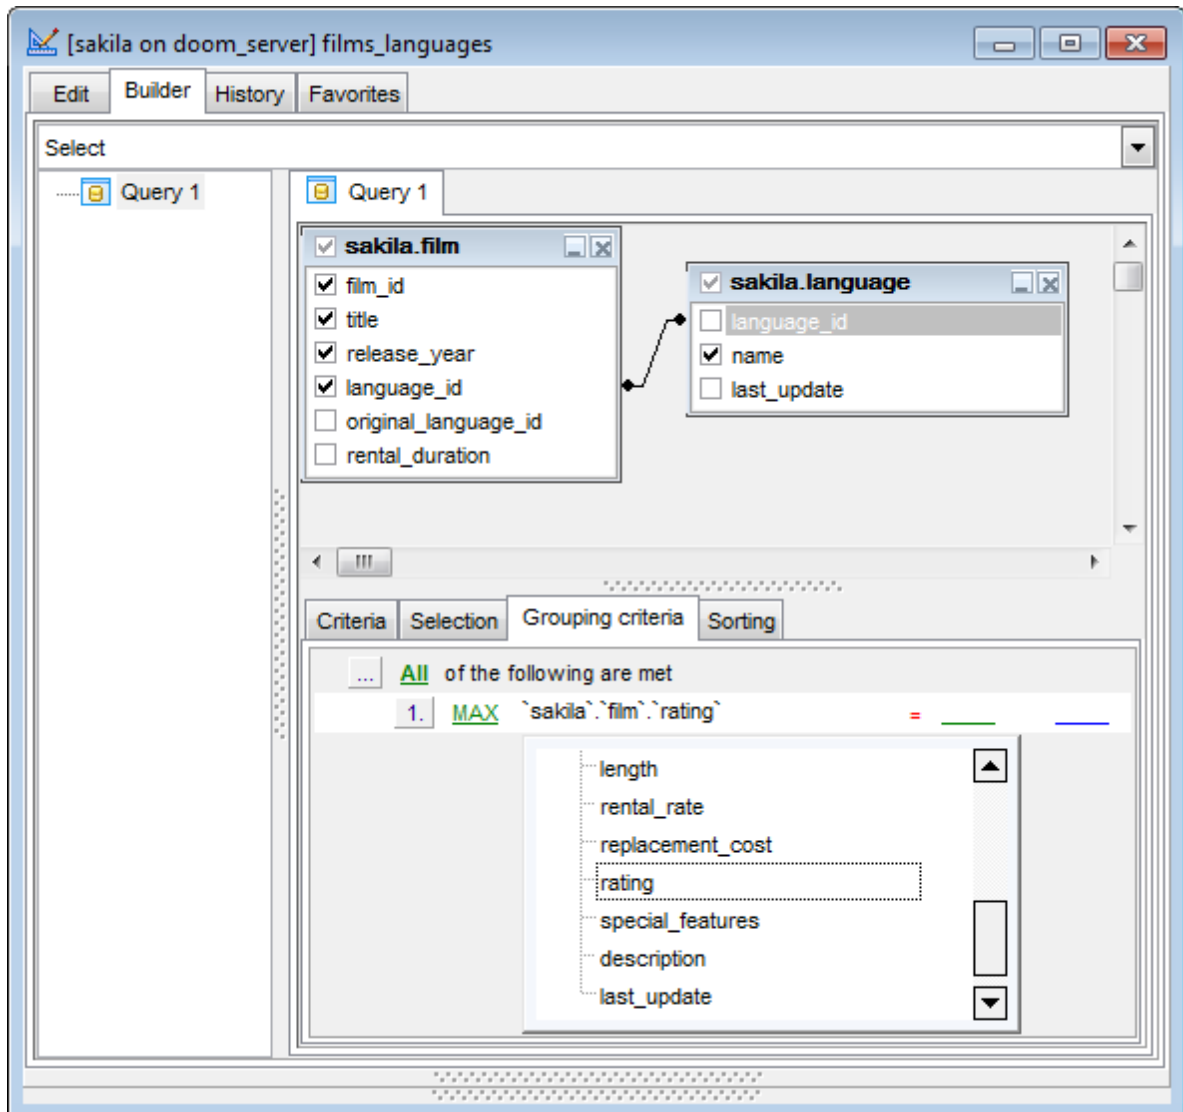 [sakila on doom_server] films_languages
Edit Builder History Favorites
Select
Query 1
Query 1
sakila.film
film_id
title
release_year
language_id
original_language_id
rental_duration
sakila.language
language_id
name
last_update
Criteria Selection Grouping criteria Sorting
... All of the following are met
1. MAX `sakila`.`film`.`rating` =
length
rental_rate
replacement_cost
rating
special_features
description
last_update